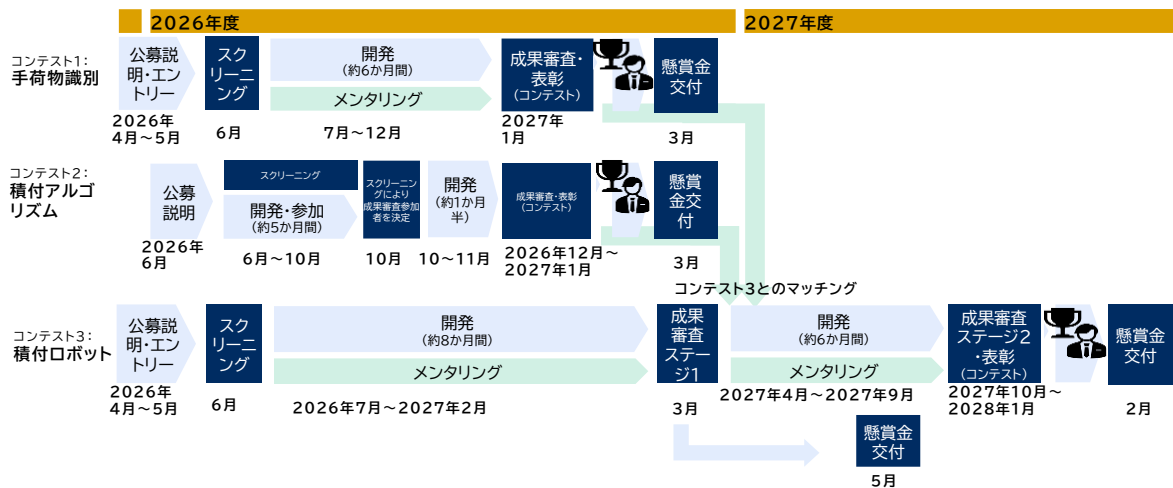 2026年度
2027年度
コンテスト1:
手荷物識別
公募説
明・エント
リー
スク
リーニ
ング
開発
(約6か月間)
メンタリング
成果審査・
表彰
(コンテスト)
懸賞金
交付
2026年
4月～5月
6月
7月～12月
2027年
1月
3月
コンテスト2:
積付アルゴ
リズム
公募
説明
スクリーニング
開発・参加
(約5か月間)
スクリーニン
グにより
成果審査参加
者を決定
開発
(約1か月
半)
成果審査・表彰
(コンテスト)
懸賞
金交
付
2026年
6月
6月～10月
10月
10～11月
2026年12月～
2027年1月
3月
コンテスト3とのマッチング
コンテスト3:
積付ロボット
公募説
明・エント
リー
スク
リーニ
ング
開発
(約8か月間)
メンタリング
成果
審査
ステー
ジ1
開発
(約6か月間)
メンタリング
成果審査
ステージ2
・表彰
(コンテスト)
懸賞金
交付
2026年
4月～5月
6月
2026年7月～2027年2月
3月
2027年4月～2027年9月
2027年10月～
2028年1月
2月
懸賞金
交付
5月